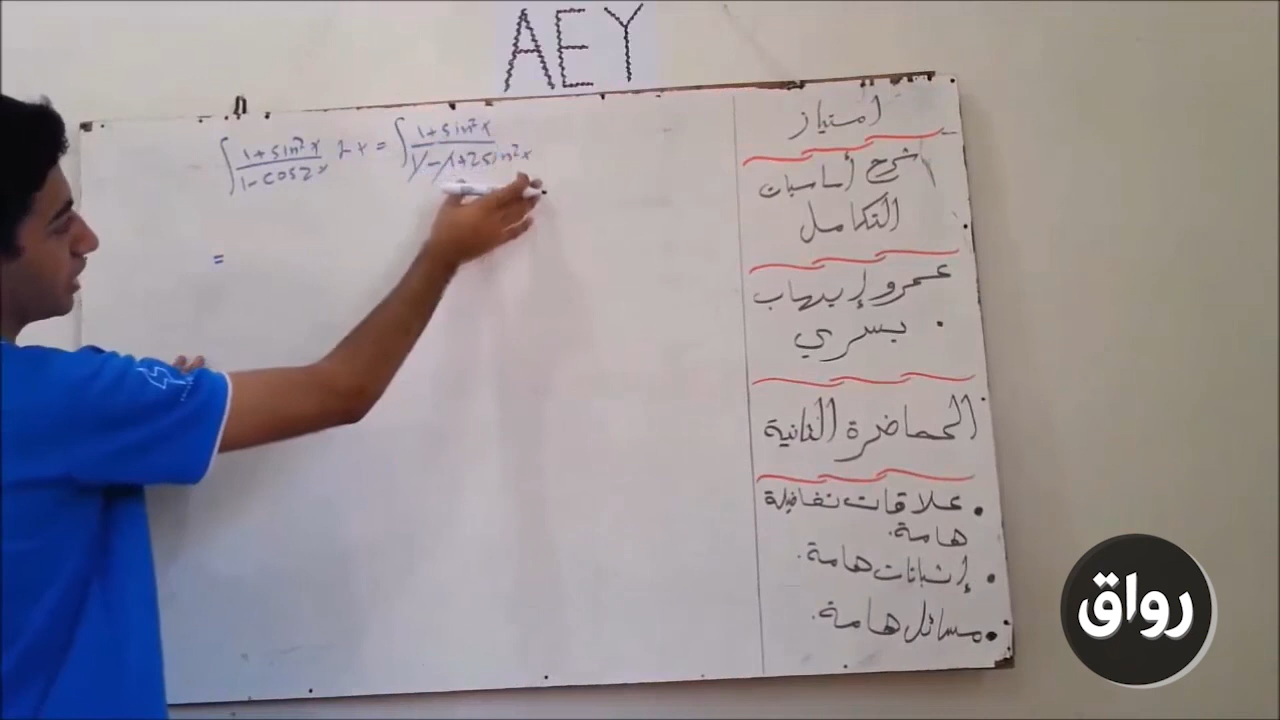 AEY
∫ (1+sin²x)/(1-cos2x) dx = ∫ (1+sin²x)/(1-1+2sin²x)
=
امتياز
شرح أساسيات
التكامل
عمرو إيهاب
يسري
المحاضرة الثانية
علاقات تفاضلية
هامة.
إثباتات هامة.
مسائل هامة.
رواق